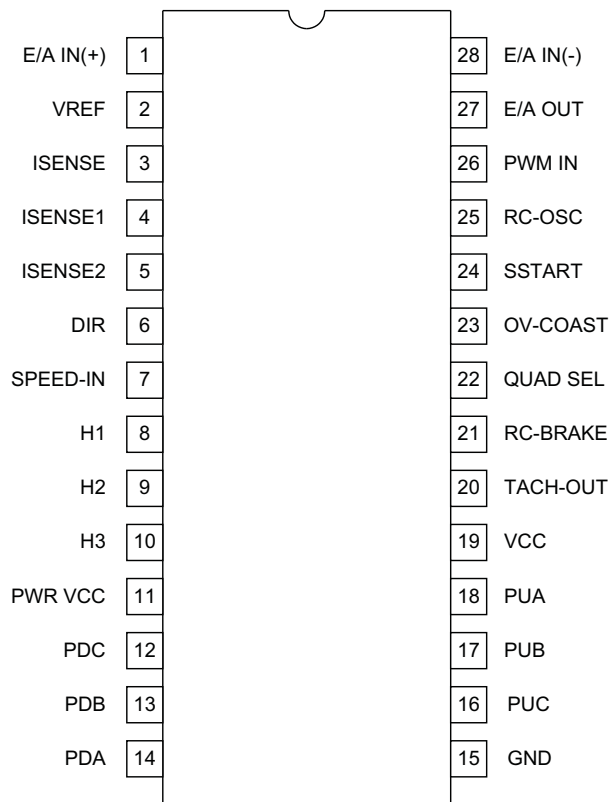 E/A IN(+) 1 28 E/A IN(-)
VREF 2 27 E/A OUT
ISENSE 3 26 PWM IN
ISENSE1 4 25 RC-OSC
ISENSE2 5 24 SSTART
DIR 6 23 OV-COAST
SPEED-IN 7 22 QUAD SEL
H1 8 21 RC-BRAKE
H2 9 20 TACH-OUT
H3 10 19 VCC
PWR VCC 11 18 PUA
PDC 12 17 PUB
PDB 13 16 PUC
PDA 14 15 GND